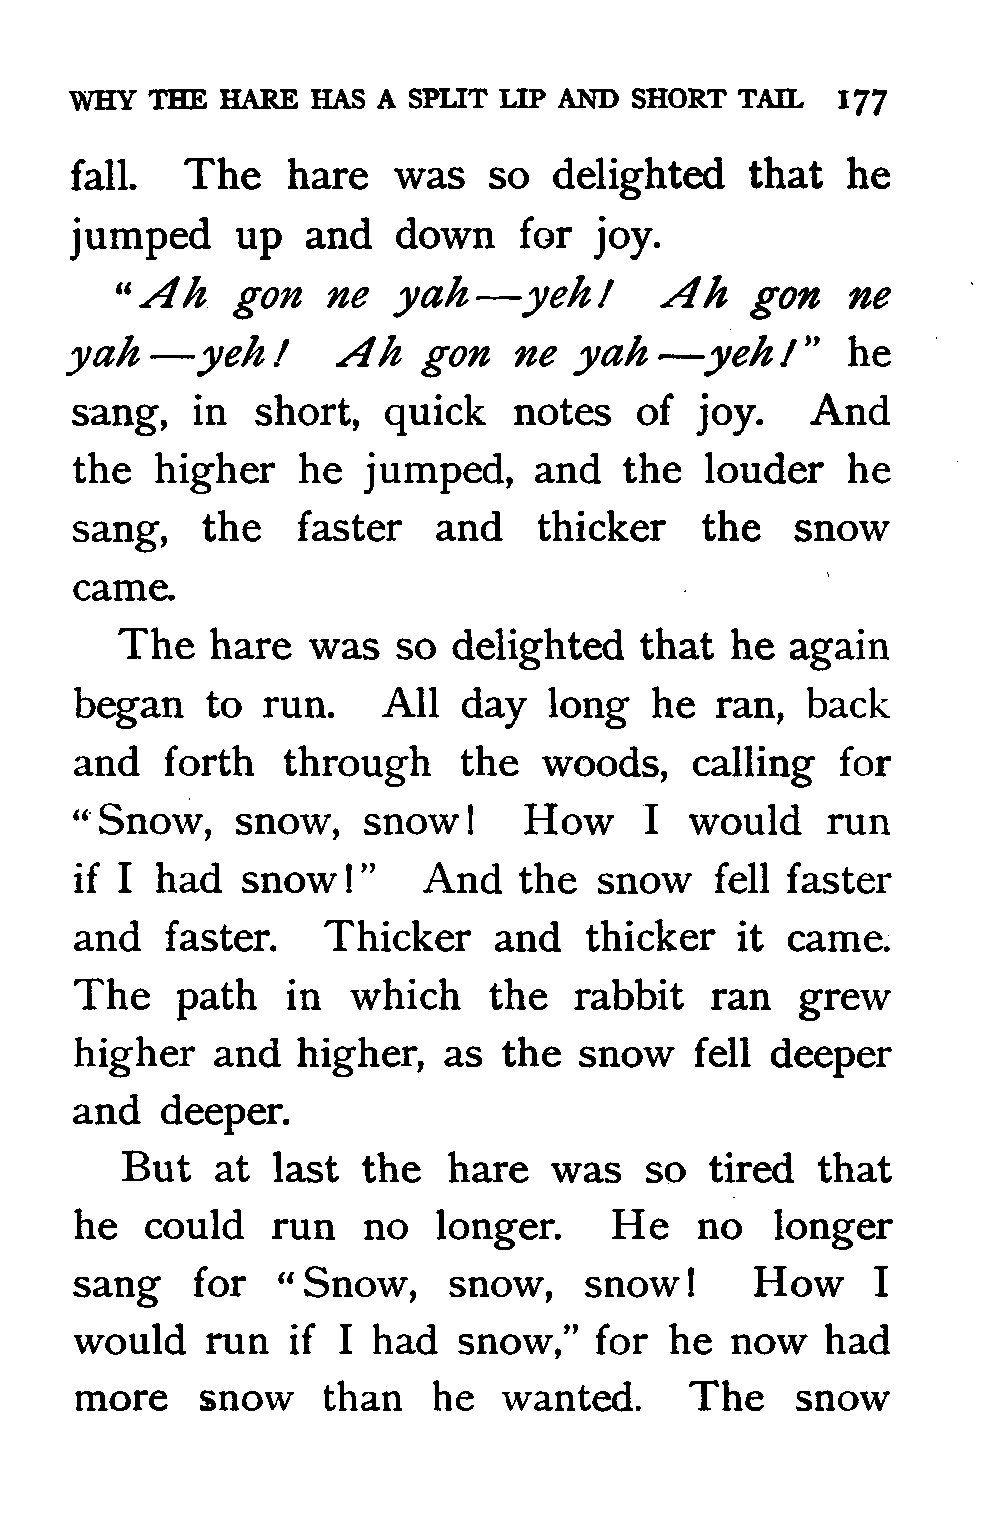 WHY THE HARE HAS A SPLIT LIP AND SHORT TAIL 177
fall. The hare was so delighted that he
jumped up and down for joy.
“Ah gon ne yah—yeh! Ah gon ne
yah—yeh! Ah gon ne yah—yeh!” he
sang, in short, quick notes of joy. And
the higher he jumped, and the louder he
sang, the faster and thicker the snow
came.
The hare was so delighted that he again
began to run. All day long he ran, back
and forth through the woods, calling for
“Snow, snow, snow! How I would run
if I had snow!” And the snow fell faster
and faster. Thicker and thicker it came.
The path in which the rabbit ran grew
higher and higher, as the snow fell deeper
and deeper.
But at last the hare was so tired that
he could run no longer. He no longer
sang for “Snow, snow, snow! How I
would run if I had snow,” for he now had
more snow than he wanted. The snow